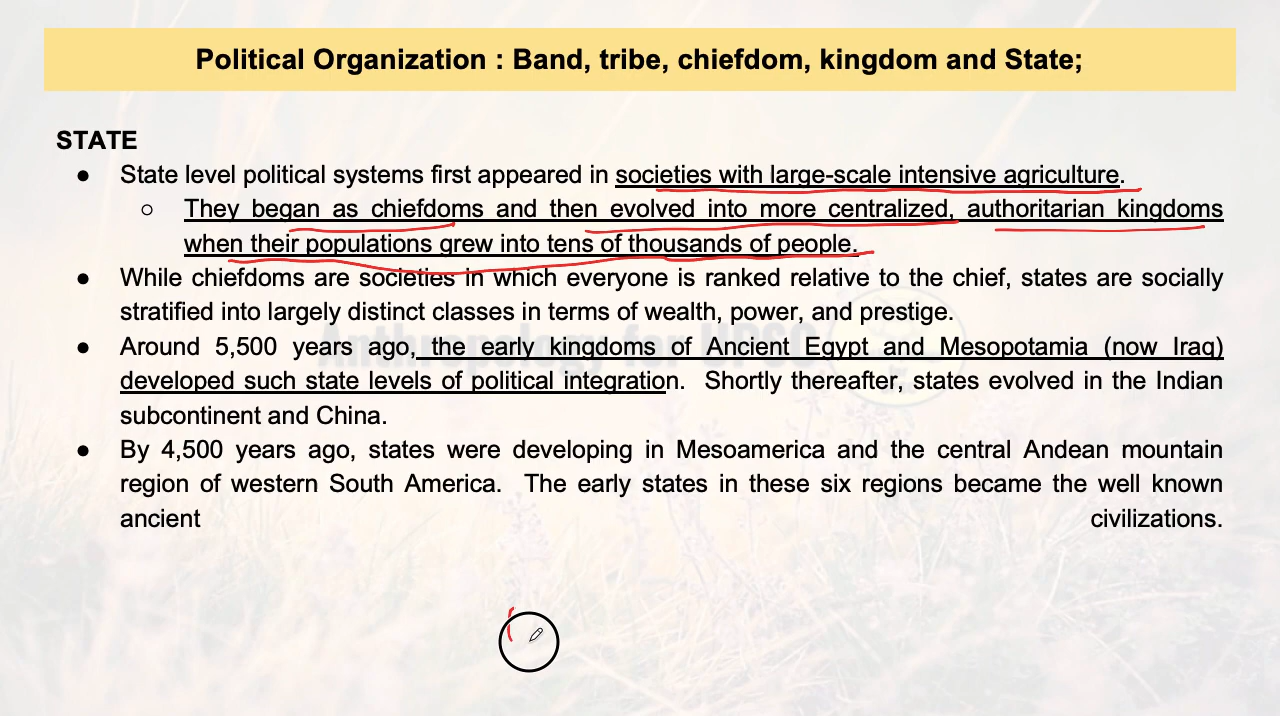 Political Organization : Band, tribe, chiefdom, kingdom and State;
STATE
● State level political systems first appeared in societies with large-scale intensive agriculture.
○ They began as chiefdoms and then evolved into more centralized, authoritarian kingdoms
when their populations grew into tens of thousands of people.
● While chiefdoms are societies in which everyone is ranked relative to the chief, states are socially
stratified into largely distinct classes in terms of wealth, power, and prestige.
Anthropology for UPSC
● Around 5,500 years ago, the early kingdoms of Ancient Egypt and Mesopotamia (now Iraq)
developed such state levels of political integration. Shortly thereafter, states evolved in the Indian
subcontinent and China.
● By 4,500 years ago, states were developing in Mesoamerica and the central Andean mountain
region of western South America. The early states in these six regions became the well known
ancient civilizations.